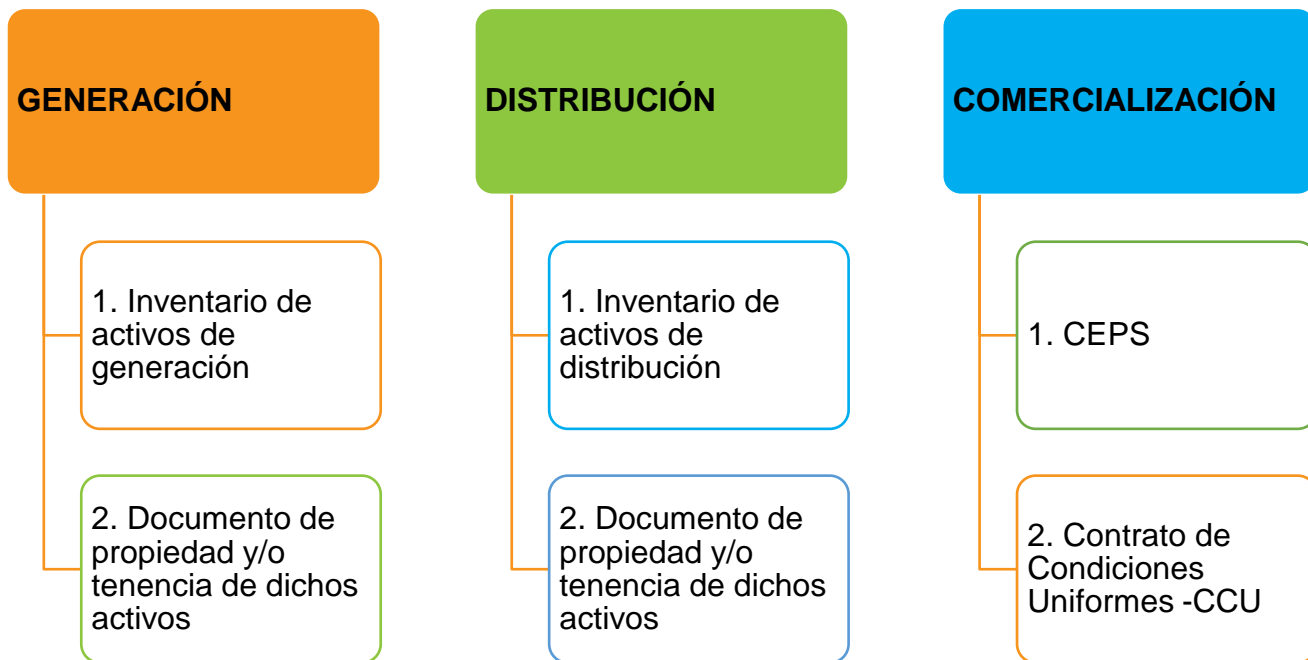 GENERACIÓN
1. Inventario de
activos de
generación
2. Documento de
propiedad y/o
tenencia de dichos
activos
DISTRIBUCIÓN
1. Inventario de
activos de
distribución
2. Documento de
propiedad y/o
tenencia de dichos
activos
COMERCIALIZACIÓN
1. CEPS
2. Contrato de
Condiciones
Uniformes -CCU